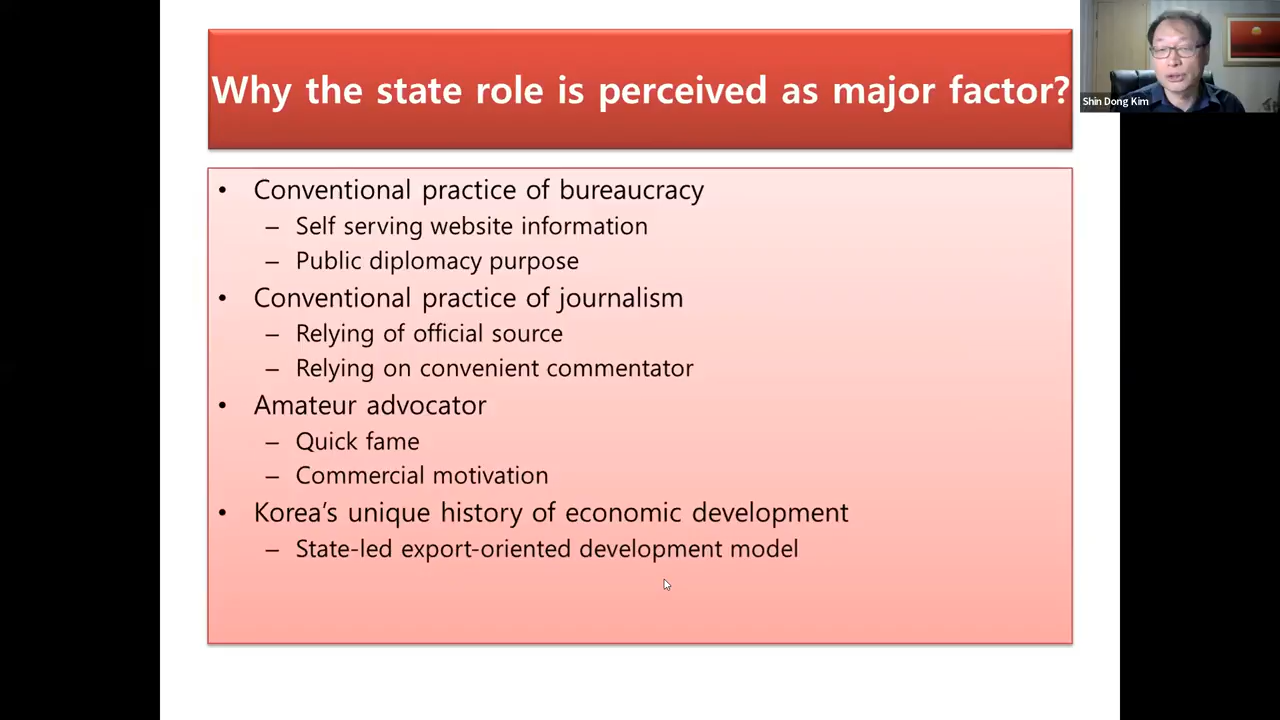 Why the state role is perceived as major factor?
Shin Dong Kim
• Conventional practice of bureaucracy
– Self serving website information
– Public diplomacy purpose
• Conventional practice of journalism
– Relying of official source
– Relying on convenient commentator
• Amateur advocator
– Quick fame
– Commercial motivation
• Korea’s unique history of economic development
– State-led export-oriented development model